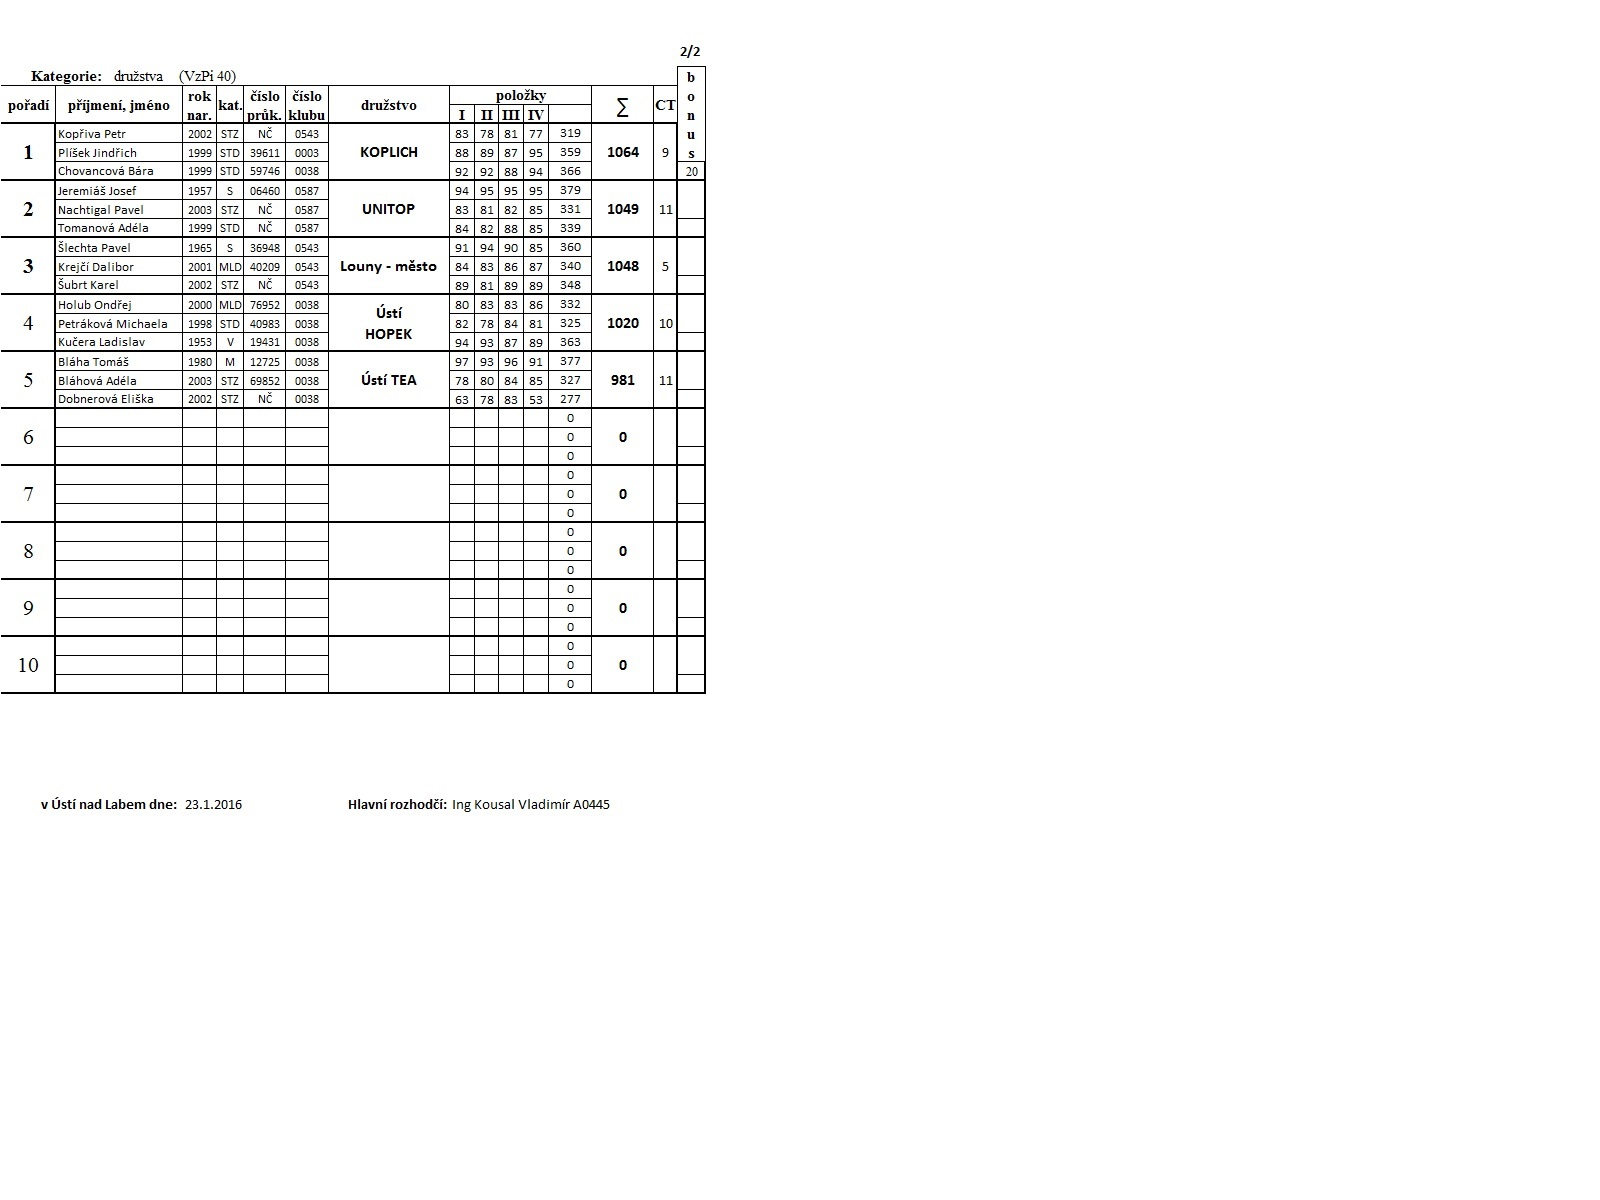 2/2
Kategorie: družstva (VzPi 40)
bonus
pořadí příjmení, jméno rok nar. kat. číslo průk. číslo klubu družstvo položky ∑ CT
I II III IV
1 KOPLICH 1064 9
Kopřiva Petr 2002 STZ NČ 0543 83 78 81 77 319
Plíšek Jindřich 1999 STD 39611 0003 88 89 87 95 359
Chovancová Bára 1999 STD 59746 0038 92 92 88 94 366 20
2 UNITOP 1049 11
Jeremiáš Josef 1957 S 06460 0587 94 95 95 95 379
Nachtigal Pavel 2003 STZ NČ 0587 83 81 82 85 331
Tomanová Adéla 1999 STD NČ 0587 84 82 88 85 339
3 Louny - město 1048 5
Šlechta Pavel 1965 S 36948 0543 91 94 90 85 360
Krejčí Dalibor 2001 MLD 40209 0543 84 83 86 87 340
Šubrt Karel 2002 STZ NČ 0543 89 81 89 89 348
4 Ústí HOPEK 1020 10
Holub Ondřej 2000 MLD 76952 0038 80 83 83 86 332
Petráková Michaela 1998 STD 40983 0038 82 78 84 81 325
Kučera Ladislav 1953 V 19431 0038 94 93 87 89 363
5 Ústí TEA 981 11
Bláha Tomáš 1980 M 12725 0038 97 93 96 91 377
Bláhová Adéla 2003 STZ 69852 0038 78 80 84 85 327
Dobnerová Eliška 2002 STZ NČ 0038 63 78 83 53 277
0
6 0 0
0
0
7 0 0
0
0
8 0 0
0
0
9 0 0
0
0
10 0 0
0
v Ústí nad Labem dne: 23.1.2016 Hlavní rozhodčí: Ing Kousal Vladimír A0445